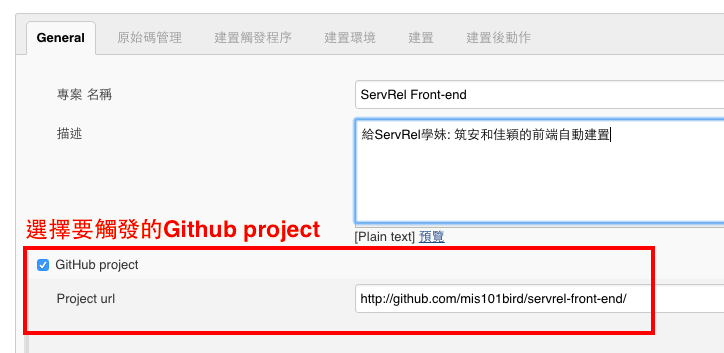 General 原始碼管理 建置觸發程序 建置環境 建置 建置後動作
專案 名稱 ServRel Front-end
描述 給ServRel學妹: 筑安和佳穎的前端自動建置
[Plain text] 預覽
選擇要觸發的Github project
GitHub project
Project url http://github.com/mis101bird/servrel-front-end/